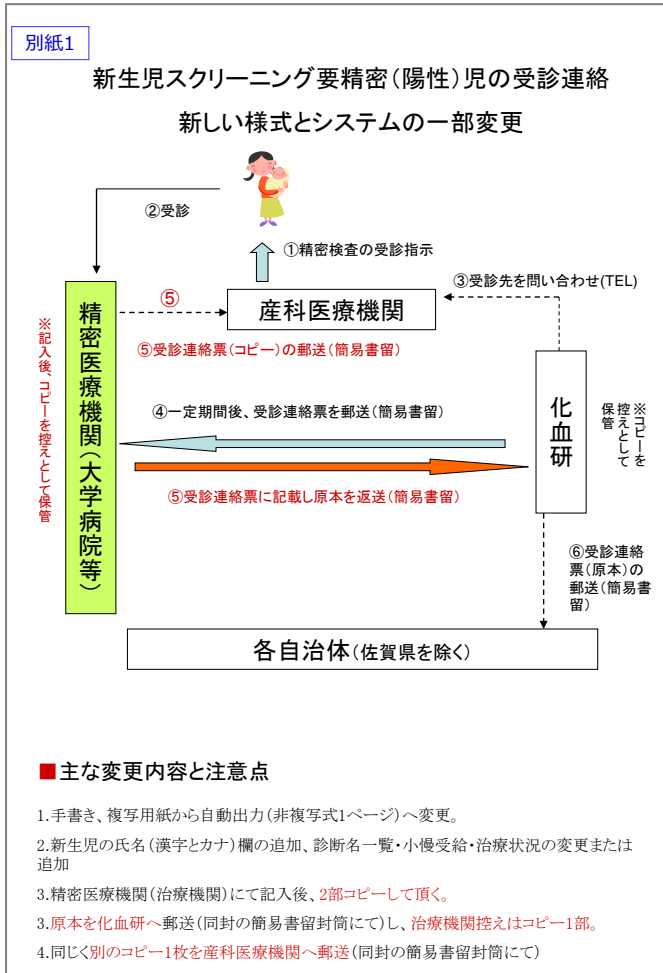 別紙1
新生児スクリーニング要精密(陽性)児の受診連絡
新しい様式とシステムの一部変更
②受診
①精密検査の受診指示
③受診先を問い合わせ(TEL)
⑤
産科医療機関
⑤受診連絡票(コピー)の郵送(簡易書留)
※記入後、コピーを控えとして保管
精密医療機関(大学病院等)
④一定期間後、受診連絡票を郵送(簡易書留)
⑤受診連絡票に記載し原本を返送(簡易書留)
化血研
※コピーを
控えとして
保管
⑥受診連絡
票(原本)の
郵送(簡易書
留)
各自治体(佐賀県を除く)
■主な変更内容と注意点
1.手書き、複写用紙から自動出力(非複写式1ページ)へ変更。
2.新生児の氏名(漢字とカナ)欄の追加、診断名一覧・小慢受給・治療状況の変更または
追加
3.精密医療機関(治療機関)にて記入後、2部コピーして頂く。
3.原本を化血研へ郵送(同封の簡易書留封筒にて)し、治療機関控えはコピー1部。
4.同じく別のコピー1枚を産科医療機関へ郵送(同封の簡易書留封筒にて)